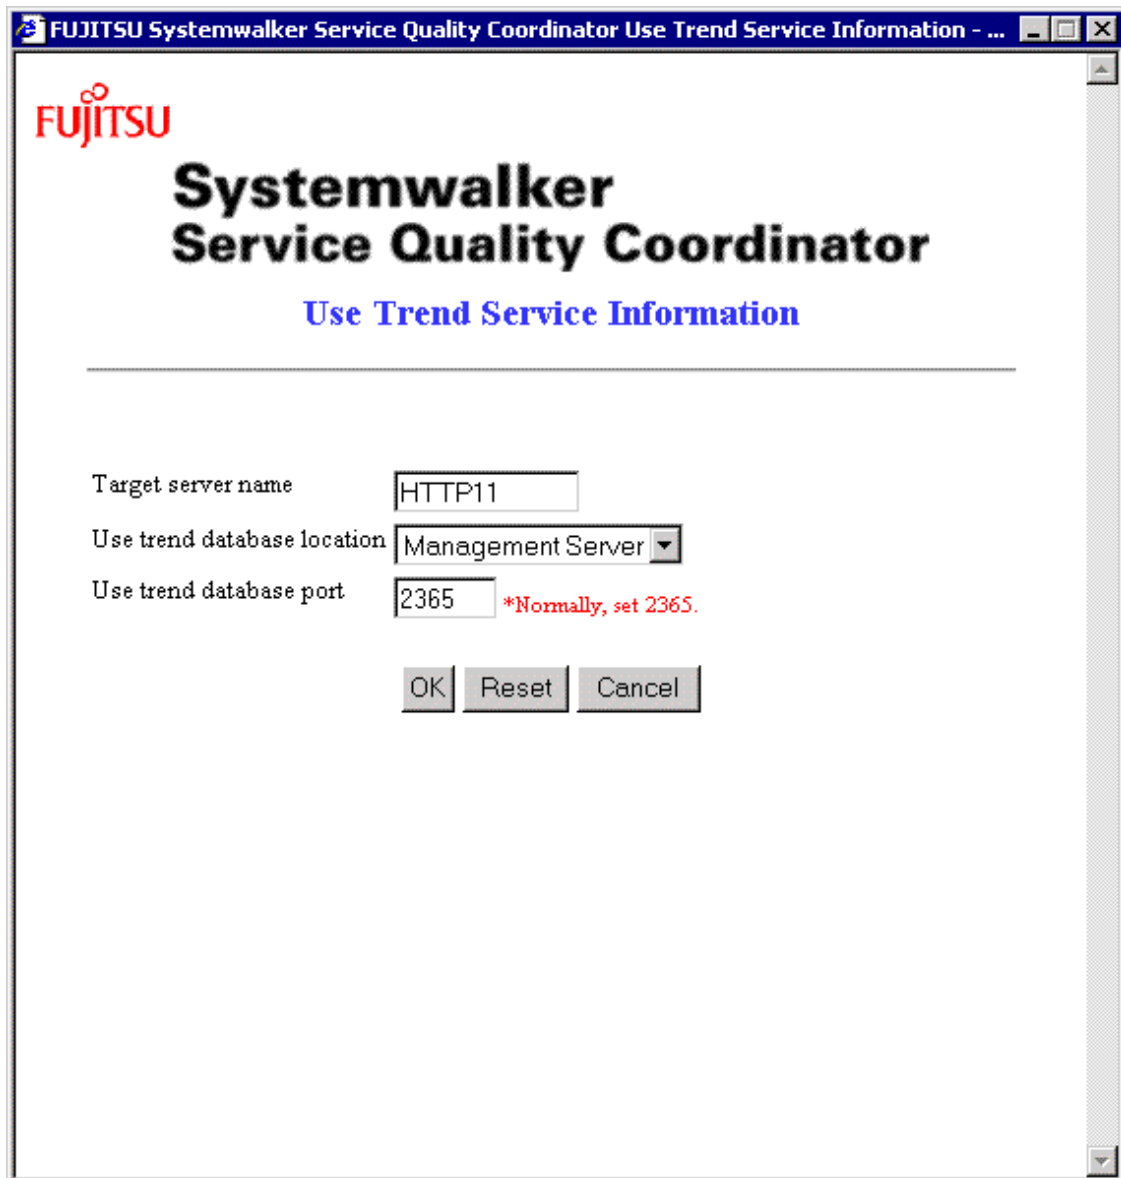 FUJITSU Systemwalker Service Quality Coordinator Use Trend Service Information - ...
FUJITSU
Systemwalker
Service Quality Coordinator
Use Trend Service Information
Target server name HTTP11
Use trend database location Management Server
Use trend database port 2365 *Normally, set 2365.
OK Reset Cancel